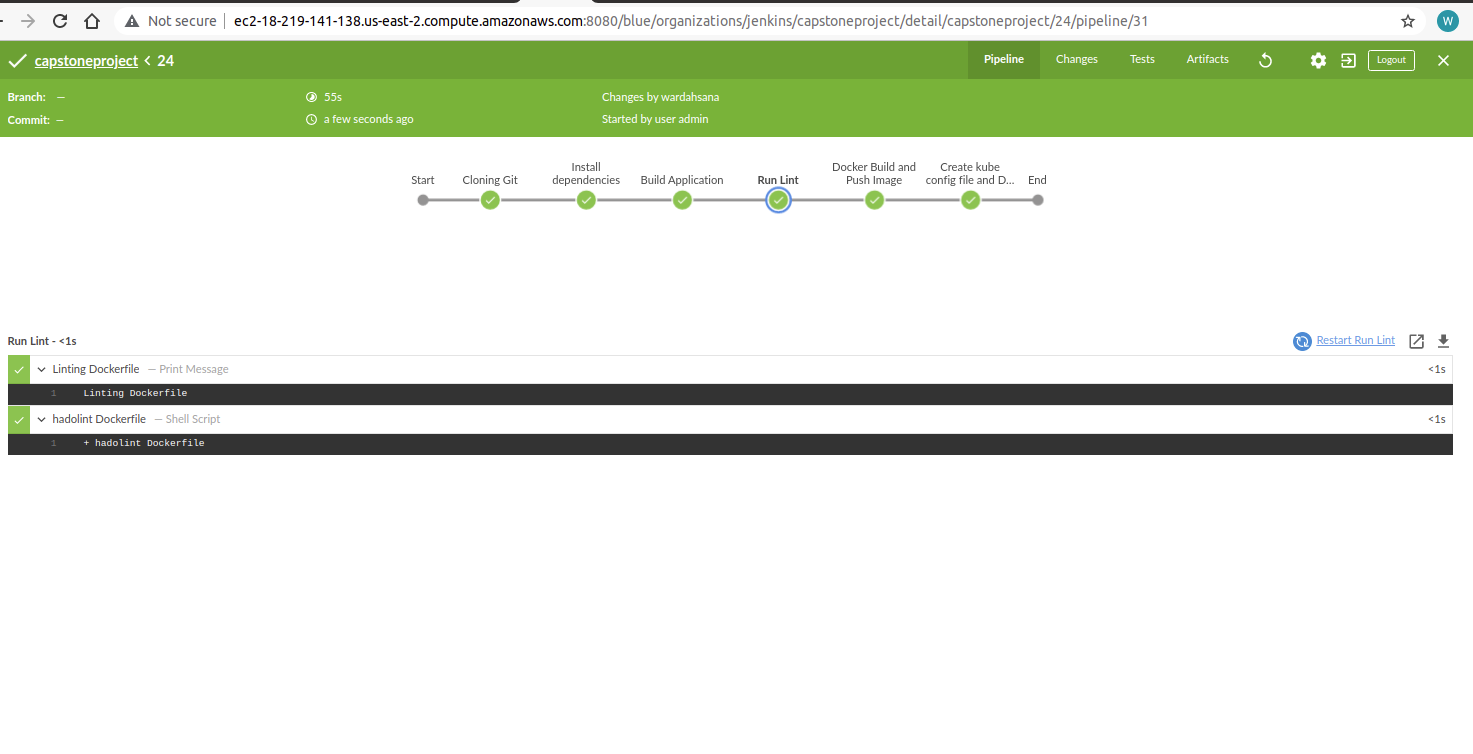 Not secure | ec2-18-219-141-138.us-east-2.compute.amazonaws.com:8080/blue/organizations/jenkins/capstoneproject/detail/capstoneproject/24/pipeline/31
W
capstoneproject < 24
Pipeline Changes Tests Artifacts Logout
Branch: — 55s Changes by wardahsana
Commit: — a few seconds ago Started by user admin
Install Docker Build and Create kube
Start Cloning Git dependencies Build Application Run Lint Push Image config file and D... End
Run Lint - <1s Restart Run Lint
Linting Dockerfile — Print Message <1s
1 Linting Dockerfile
hadolint Dockerfile — Shell Script <1s
1 + hadolint Dockerfile